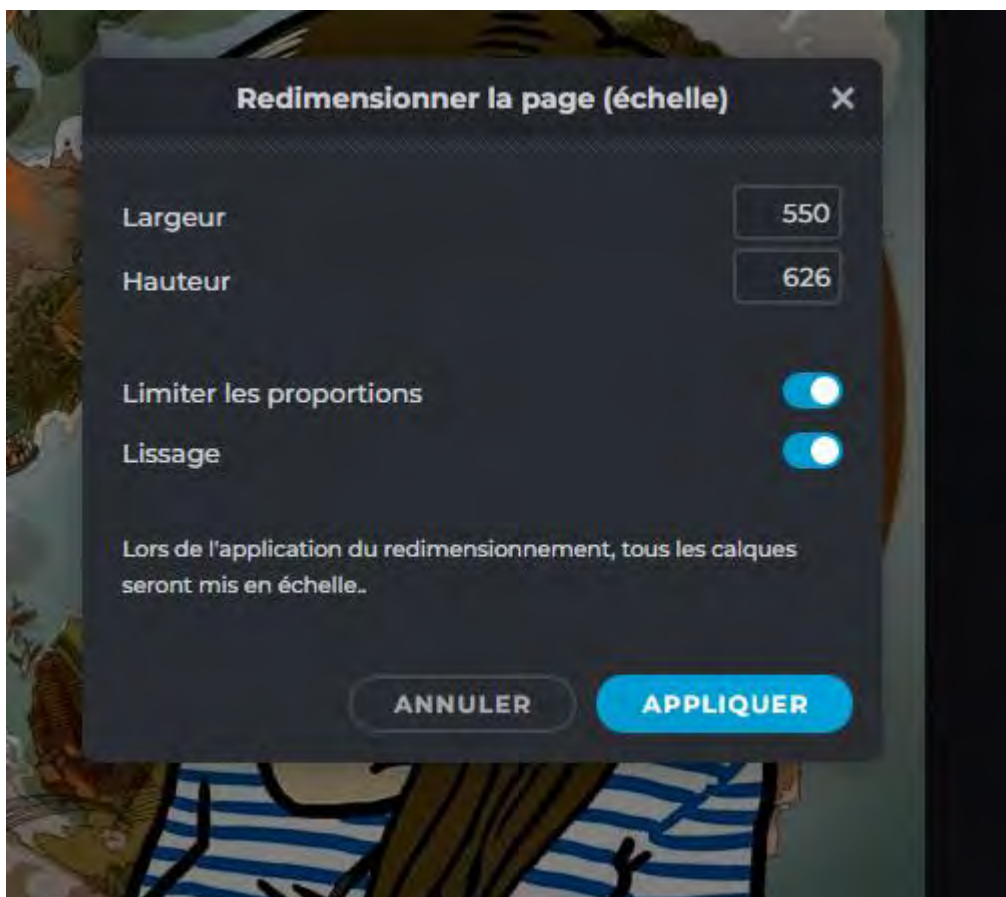 Redimensionner la page (échelle)
Largeur 550
Hauteur 626
Limiter les proportions
Lissage
Lors de l'application du redimensionnement, tous les calques
seront mis en échelle..
ANNULER APPLIQUER